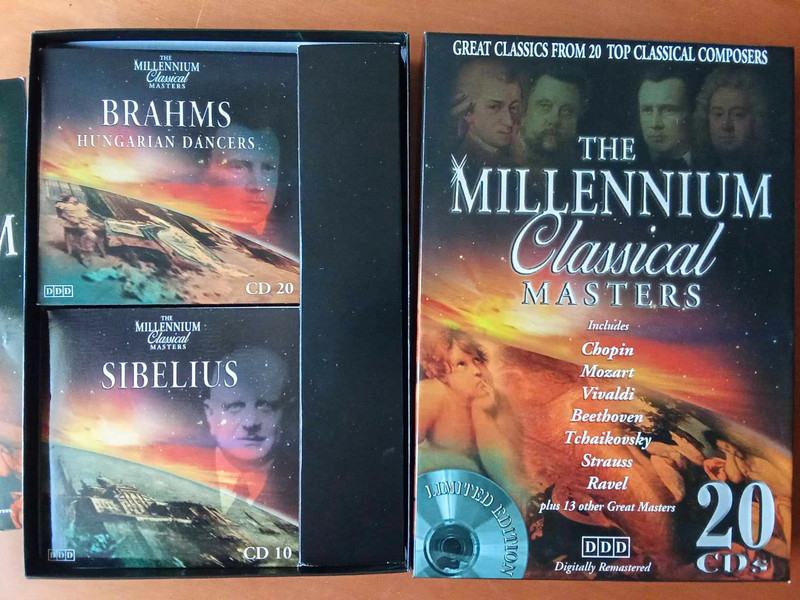 THE
MILLENNIUM
Classical
MASTERS
BRAHMS
HUNGARIAN DANCERS
DDD
CD 20
THE
MILLENNIUM
Classical
MASTERS
SIBELIUS
DDD
CD 10
M
GREAT CLASSICS FROM 20 TOP CLASSICAL COMPOSERS
THE
MILLENNIUM
Classical
MASTERS
Includes
Chopin
Mozart
Vivaldi
Beethoven
Tchaikovsky
Strauss
Ravel
plus 13 other Great Masters
LIMITED EDITION
DDD
Digitally Remastered
20
CDs